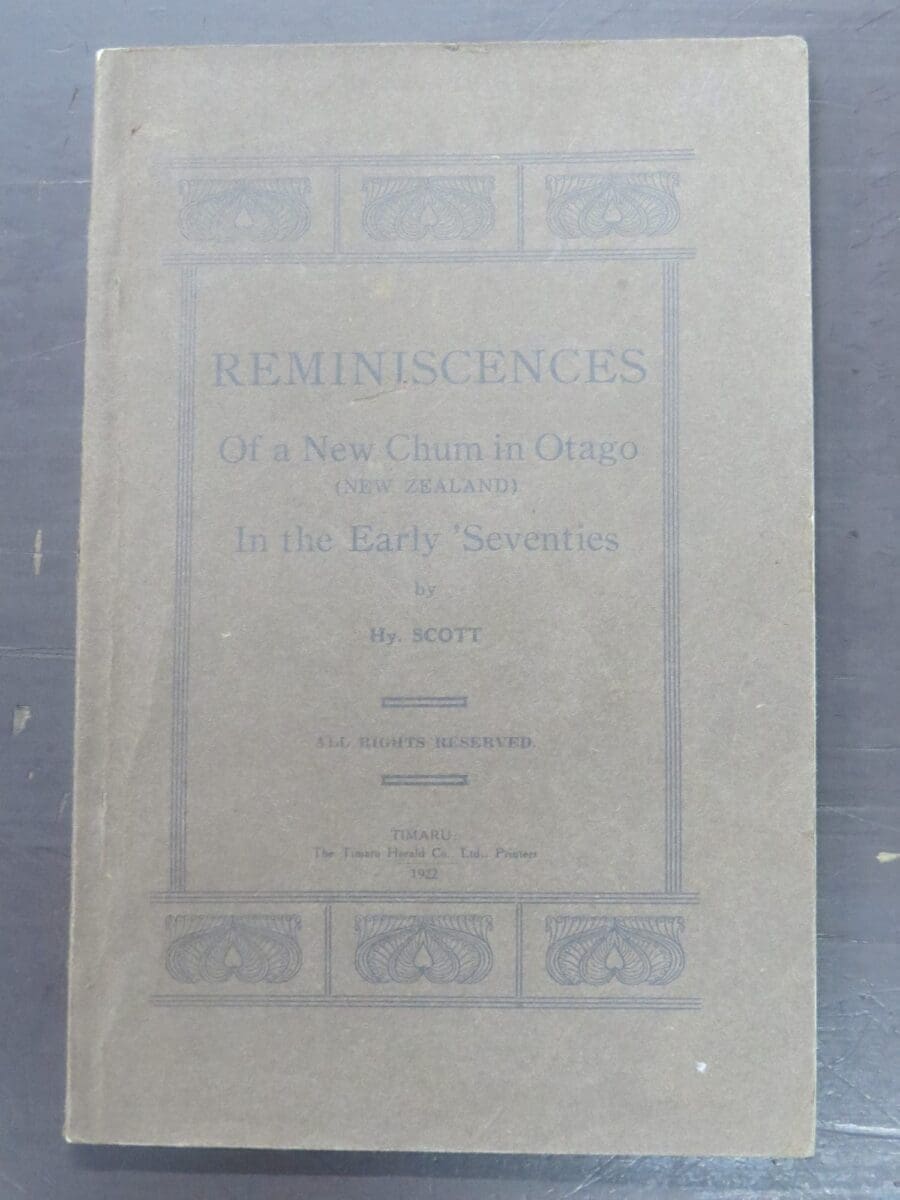 REMINISCENCES
Of a New Chum in Otago
(NEW ZEALAND)
In the Early 'Seventies
by
Hy. SCOTT
ALL RIGHTS RESERVED.
TIMARU:
The Timaru Herald Co., Ltd., Printers
1922